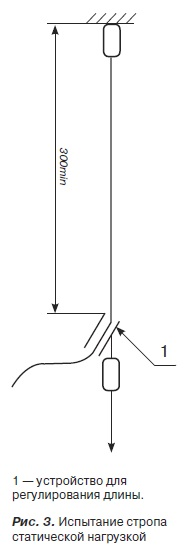 300min
1
1 — устройство для
регулирования длины.
Рис. 3. Испытание стропа
статической нагрузкой